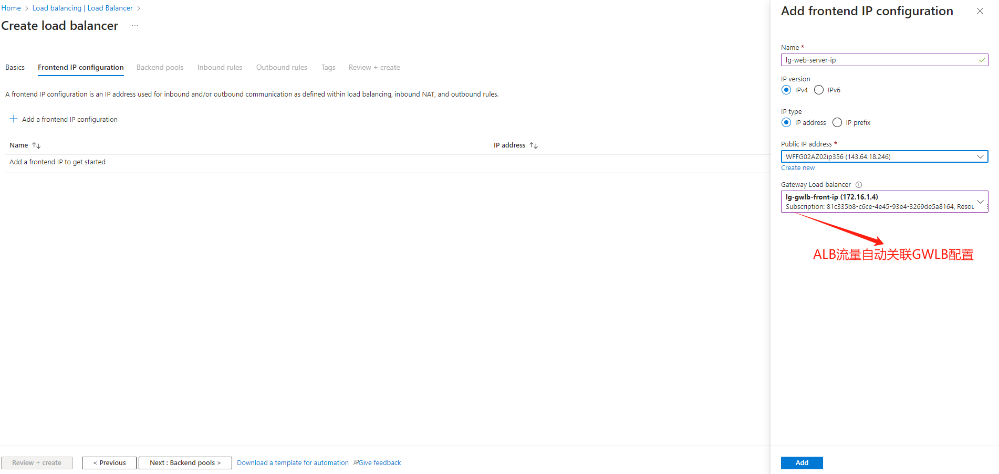 Home > Load balancing | Load Balancer >
Create load balancer ...
Basics Frontend IP configuration Backend pools Inbound rules Outbound rules Tags Review + create
A frontend IP configuration is an IP address used for inbound and/or outbound communication as defined within load balancing, inbound NAT, and outbound rules.
+ Add a frontend IP configuration
Name ↑↓ IP address ↑↓
Add a frontend IP to get started
Review + create < Previous Next : Backend pools > Download a template for automation Give feedback
Add frontend IP configuration
Name *
lg-web-server-ip
IP version
IPv4 IPv6
IP type
IP address IP prefix
Public IP address *
WFFG02AZ02ip356 (143.64.18.246)
Create new
Gateway Load balancer
lg-gwlb-front-ip (172.16.1.4)
Subscription: 81c335b8-c6ce-4e45-93e4-3269de5a8164, Resou
ALB流量自动关联GWLB配置
Add